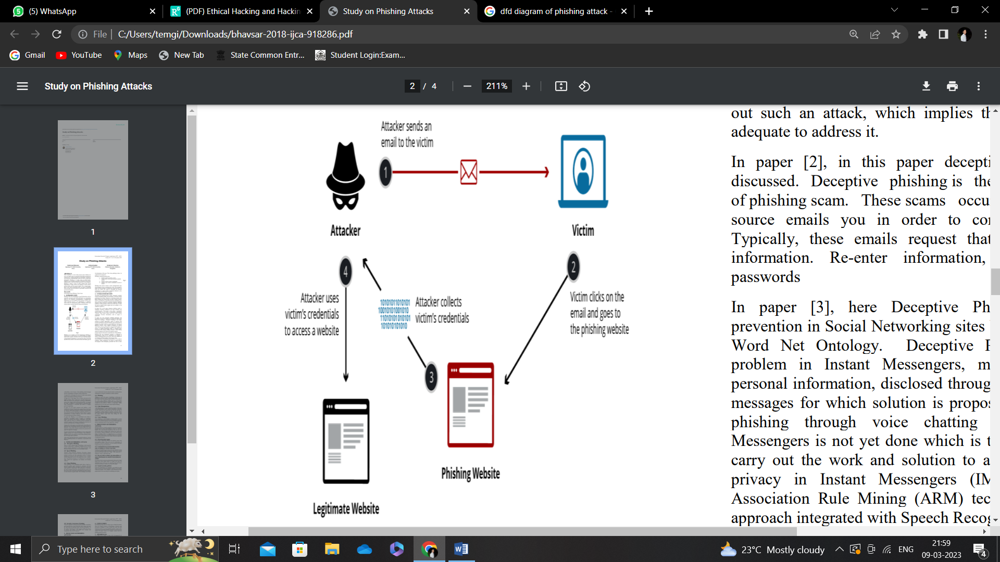 (5) WhatsApp
(PDF) Ethical Hacking and Hackin
Study on Phishing Attacks
dfd diagram of phishing attack -
File
C:/Users/temgi/Downloads/bhavsar-2018-ijca-918286.pdf
Gmail
YouTube
Maps
New Tab
State Common Entr...
Student Login:Exam...
Study on Phishing Attacks
2 / 4
211%
1
2
3
Attacker sends an
email to the victim
1
Attacker
Victim
4
2
Attacker uses
victim's credentials
to access a website
10101011010101
10010101001010
11010101010101
101010101010
Attacker collects
victim's credentials
Victim clicks on the
email and goes to
the phishing website
3
Phishing Website
Legitimate Website
out such an attack, which implies th
adequate to address it.
In paper [2], in this paper decepti
discussed. Deceptive phishing is the
of phishing scam. These scams occu
source emails you in order to co
Typically, these emails request that
information. Re-enter information,
passwords
In paper [3], here Deceptive Ph
prevention in Social Networking sites
Word Net Ontology. Deceptive
problem in Instant Messengers, m
personal information, disclosed throug
messages for which solution is propos
phishing through voice chatting
Messengers is not yet done which is t
carry out the work and solution to a
privacy in Instant Messengers (IM
Association Rule Mining (ARM) tec
approach integrated with Speech Recog
Type here to search
23°C Mostly cloudy
ENG
21:59
09-03-2023
4